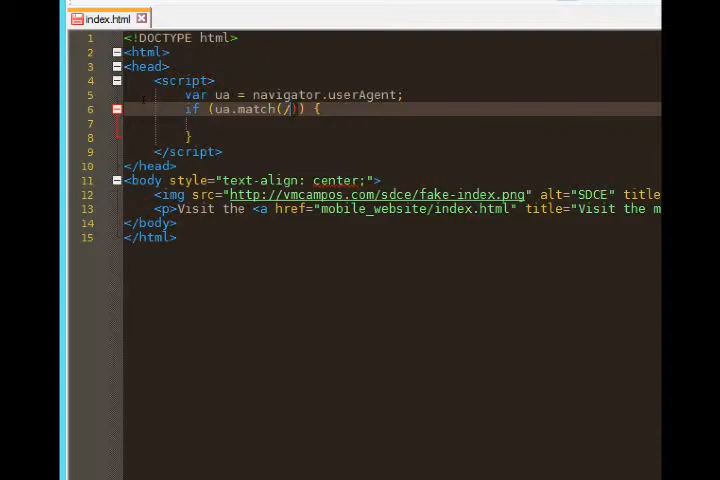 index.html
1 <!DOCTYPE html>
2 <html>
3 <head>
4 <script>
5 var ua = navigator.userAgent;
6 if (ua.match(/)) {
7
8 }
9 </script>
10 </head>
11 <body style="text-align: center;">
12 <img src="http://vmcampos.com/sdce/fake-index.png" alt="SDCE" title
13 <p>Visit the <a href="mobile_website/index.html" title="Visit the m
14 </body>
15 </html>